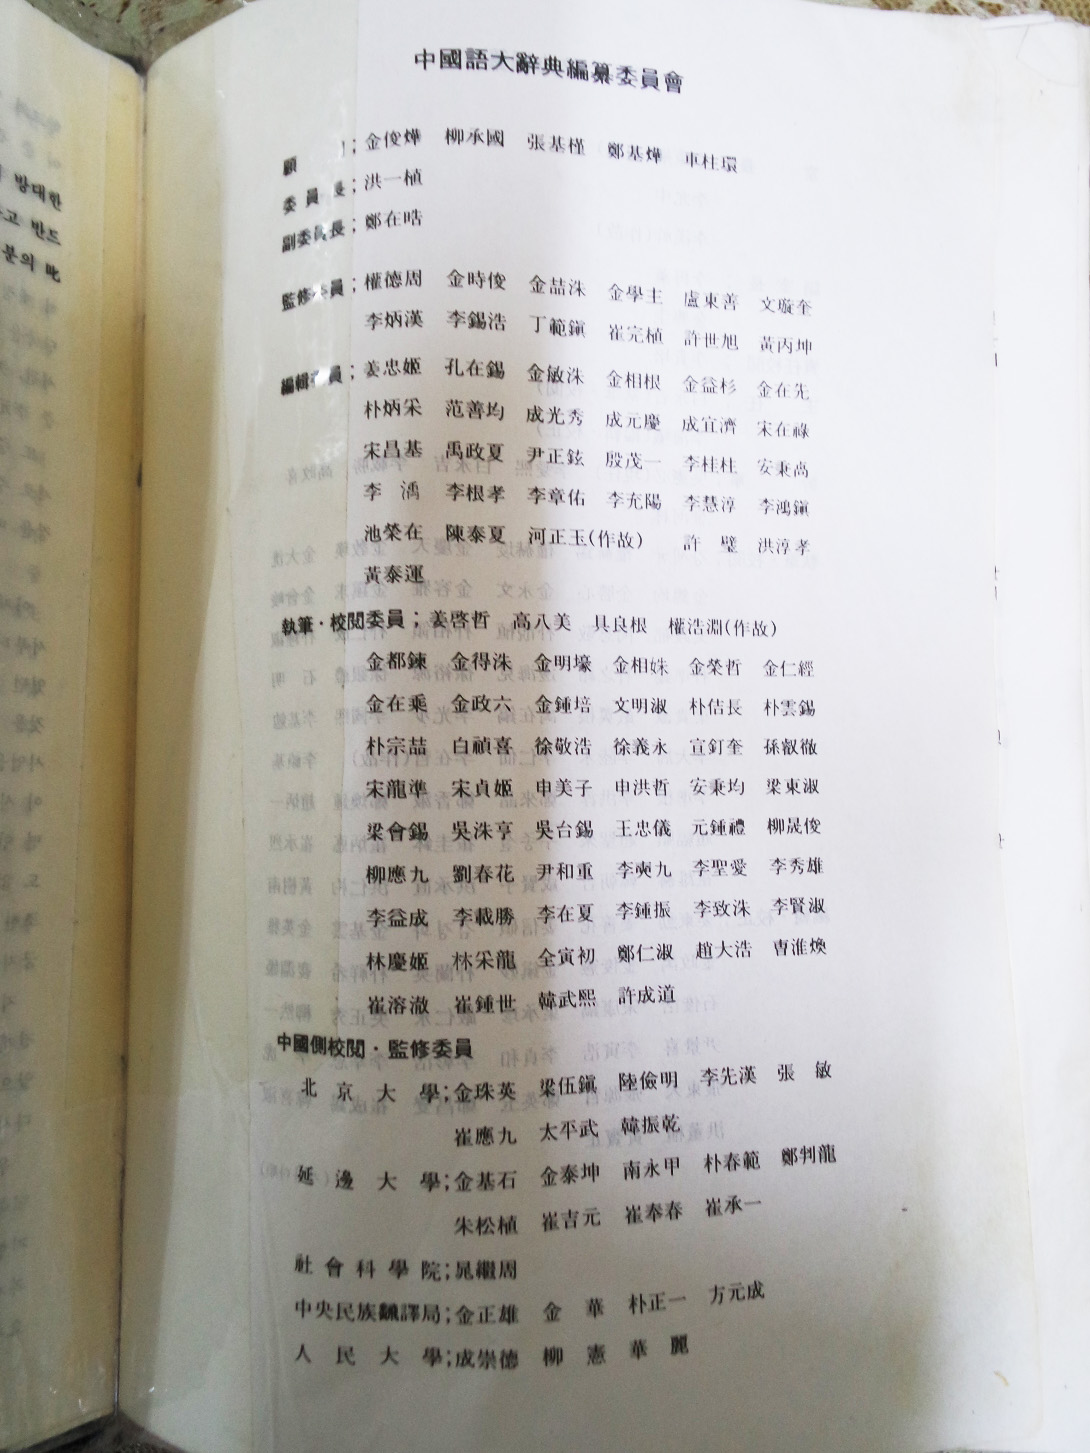 방대한
고 반드
분의 叱
中國語大辭典編纂委員會
顧 ; 金俊燁 柳承國 張基槿 鄭基燁 車柱環
委員長 ; 洪一植
副委員長 ; 鄭在晧
監修委員 ; 權德周 金時俊 金喆洙 金學主 盧東善 文璇奎
李炳漢 李錫浩 丁範鎭 崔完植 許世旭 黃丙坤
編輯委員 ; 姜忠姬 孔在錫 金敏洙 金相根 金益杉 金在先
朴炳采 范善均 成光秀 成元慶 成宜濟 宋在祿
宋昌基 禹政夏 尹正鉉 殷茂一 李桂柱 安秉卨
李 㵢 李根孝 李章佑 李充陽 李慧淳 李鴻鎭
池榮在 陳泰夏 河正玉(作故) 許 璧 洪淳孝
黃泰運
執筆·校閱委員 ; 姜啓哲 高八美 具良根 權浩淵(作故)
金都鍊 金得洙 金明壕 金相姝 金榮哲 金仁經
金在乘 金政六 金鍾培 文明淑 朴佶長 朴雲錫
朴宗喆 白禎喜 徐敬浩 徐義永 宣釘奎 孫叡徹
宋龍準 宋貞姬 申美子 申洪哲 安秉均 梁東淑
梁會錫 吳洙亨 吳台錫 王忠儀 元鍾禮 柳晟俊
柳應九 劉春花 尹和重 李奭九 李聖愛 李秀雄
李益成 李載勝 李在夏 李鍾振 李致洙 李賢淑
林慶姬 林采龍 全寅初 鄭仁淑 趙大浩 曺淮煥
崔溶澈 崔鍾世 韓武熙 許成道
中國側校閱·監修委員
北京大學 ; 金珠英 梁伍鎭 陸儉明 李先漢 張 敏
崔應九 太平武 韓振乾
延邊大學 ; 金基石 金泰坤 南永甲 朴春範 鄭判龍
朱松植 崔吉元 崔奉春 崔承一
社會科學院 ; 晁繼周
中央民族飜譯局 ; 金正雄 金 華 朴正一 方元成
人民大學 ; 成崇德 柳 憲 華 麗